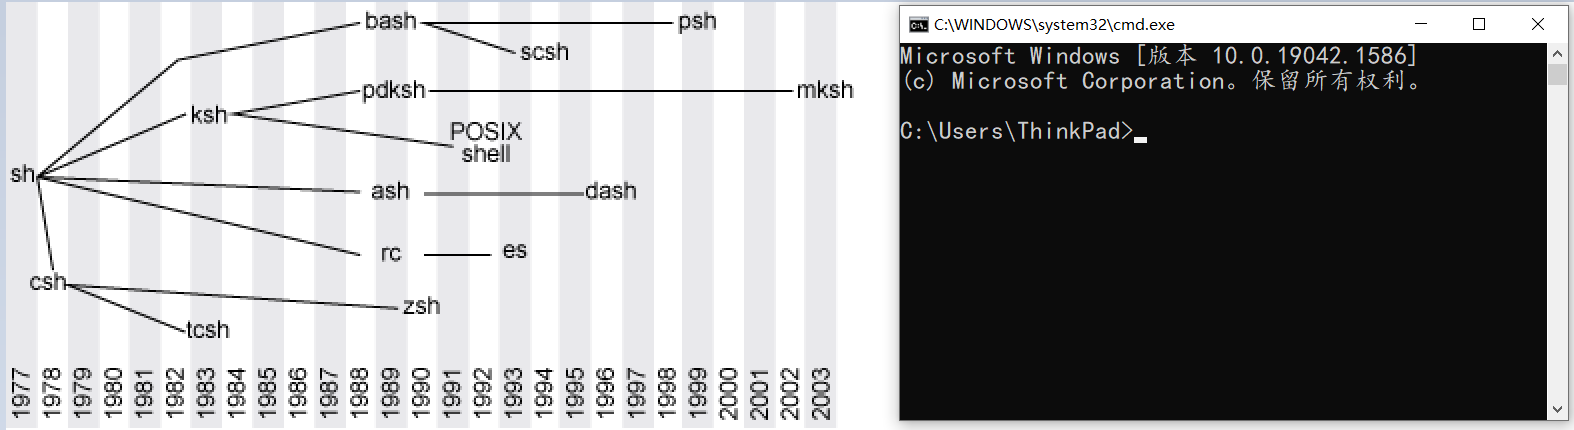 bash
psh
scsh
pdksh
mksh
ksh
POSIX
shell
sh
ash
dash
rc
es
csh
zsh
tcsh
1977
1978
1979
1980
1981
1982
1983
1984
1985
1986
1987
1988
1989
1990
1991
1992
1993
1994
1995
1996
1997
1998
1999
2000
2001
2002
2003
C:\WINDOWS\system32\cmd.exe
Microsoft Windows [版本 10.0.19042.1586]
(c) Microsoft Corporation。保留所有权利。
C:\Users\ThinkPad>